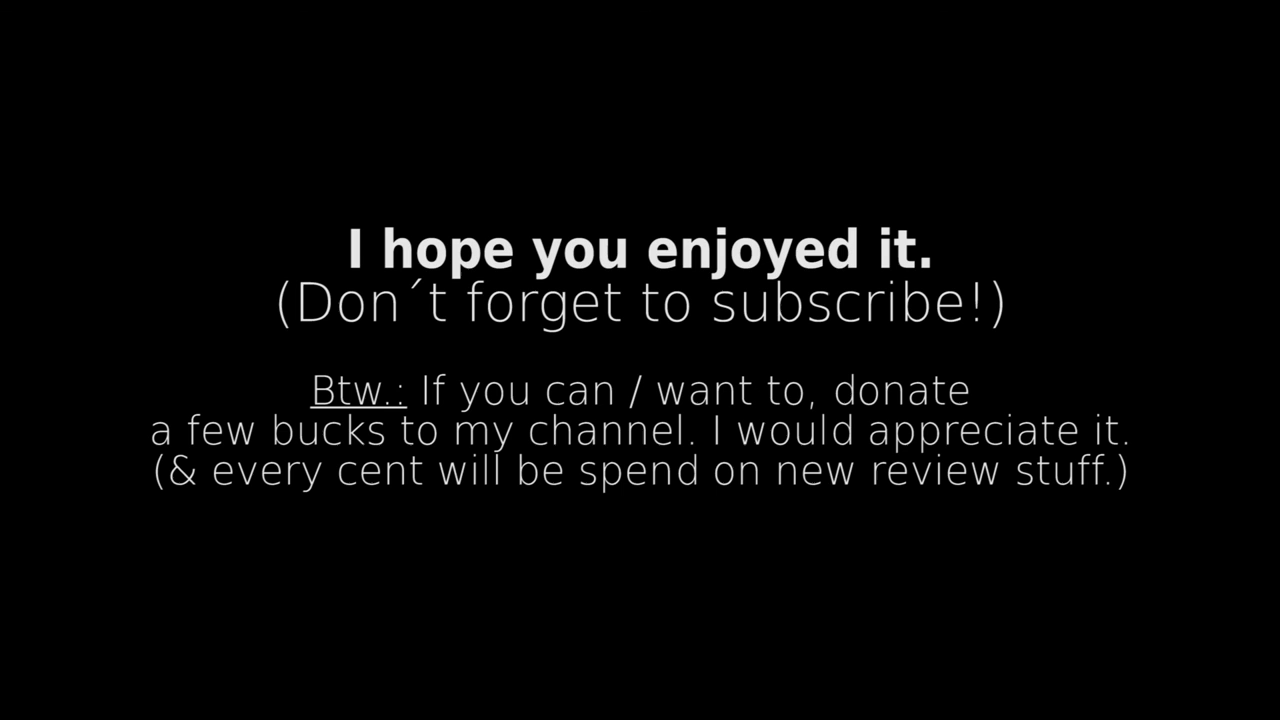 I hope you enjoyed it.
(Don´t forget to subscribe!)
Btw.: If you can / want to, donate
a few bucks to my channel. I would appreciate it.
(& every cent will be spend on new review stuff.)